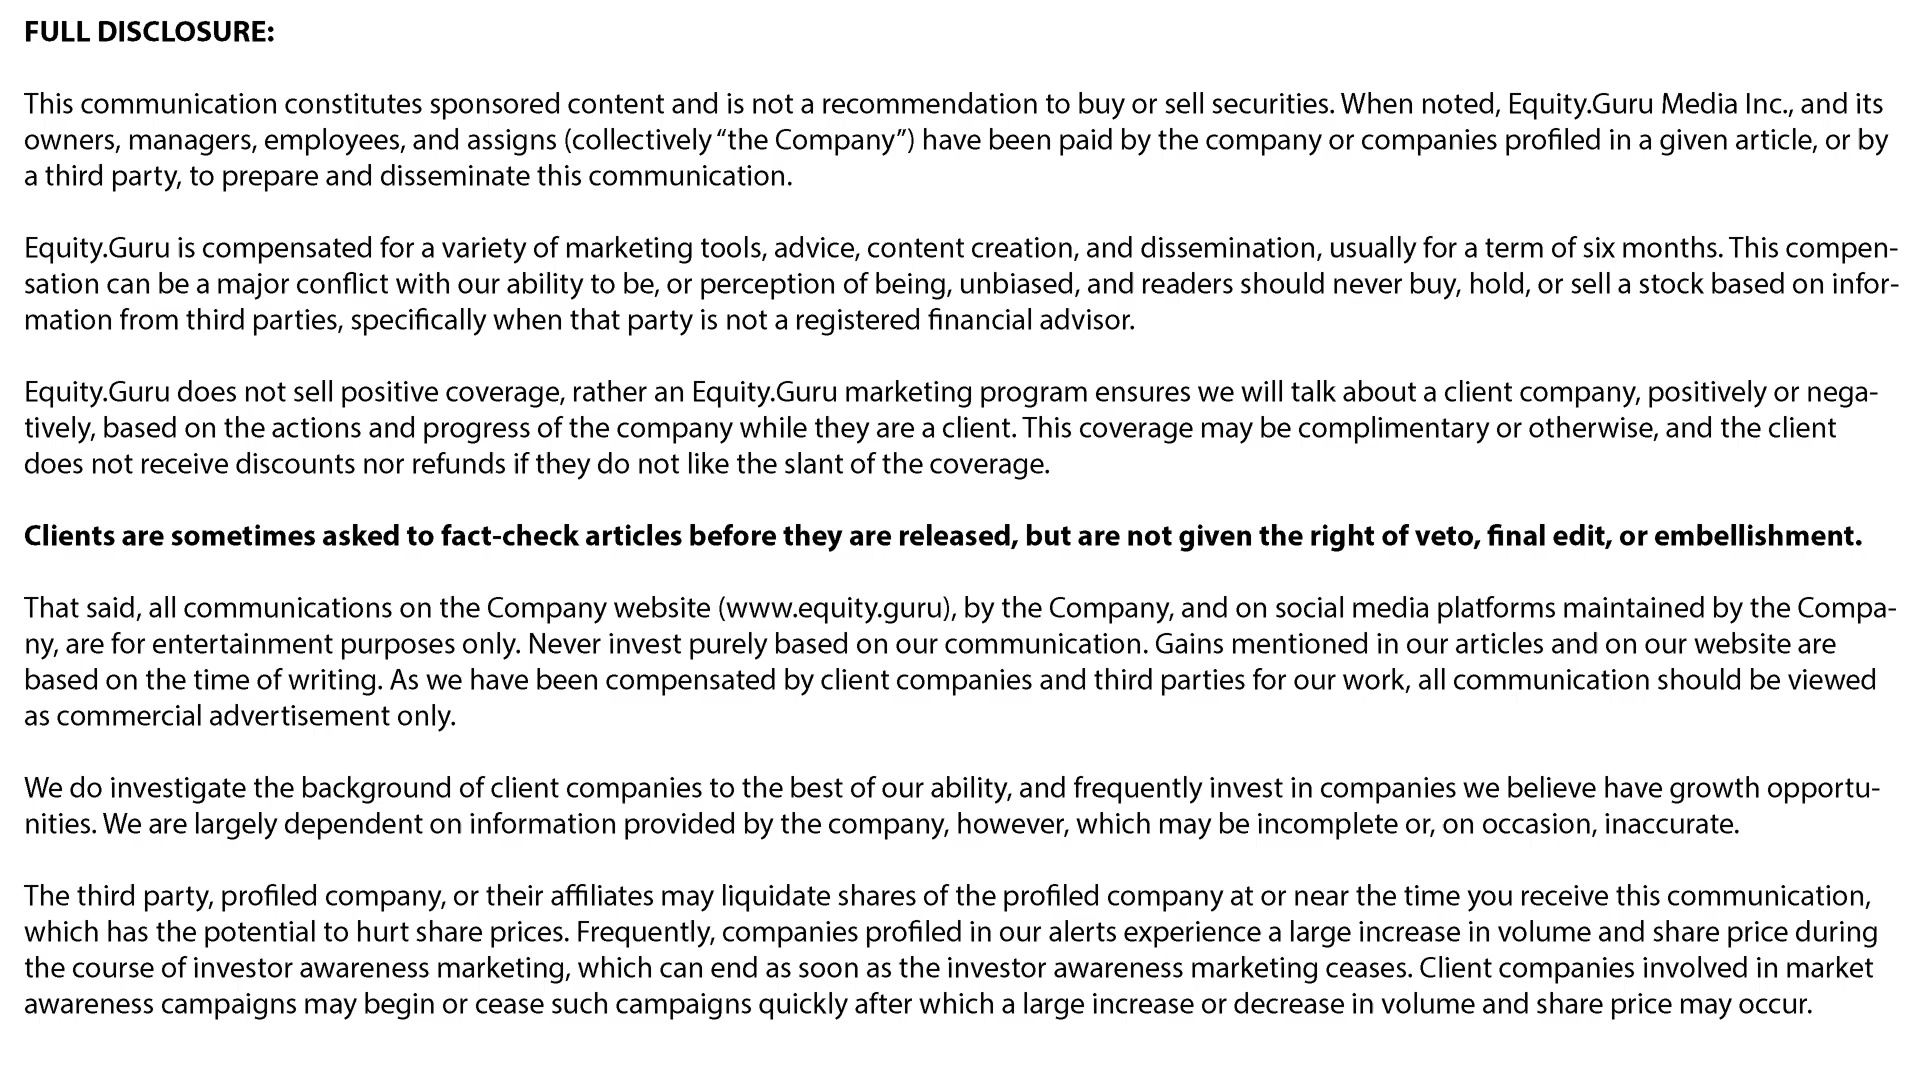 FULL DISCLOSURE:
This communication constitutes sponsored content and is not a recommendation to buy or sell securities. When noted, Equity.Guru Media Inc., and its
owners, managers, employees, and assigns (collectively “the Company”) have been paid by the company or companies profiled in a given article, or by
a third party, to prepare and disseminate this communication.
Equity.Guru is compensated for a variety of marketing tools, advice, content creation, and dissemination, usually for a term of six months. This compen-
sation can be a major conflict with our ability to be, or perception of being, unbiased, and readers should never buy, hold, or sell a stock based on infor-
mation from third parties, specifically when that party is not a registered financial advisor.
Equity.Guru does not sell positive coverage, rather an Equity.Guru marketing program ensures we will talk about a client company, positively or nega-
tively, based on the actions and progress of the company while they are a client. This coverage may be complimentary or otherwise, and the client
does not receive discounts nor refunds if they do not like the slant of the coverage.
Clients are sometimes asked to fact-check articles before they are released, but are not given the right of veto, final edit, or embellishment.
That said, all communications on the Company website (www.equity.guru), by the Company, and on social media platforms maintained by the Compa-
ny, are for entertainment purposes only. Never invest purely based on our communication. Gains mentioned in our articles and on our website are
based on the time of writing. As we have been compensated by client companies and third parties for our work, all communication should be viewed
as commercial advertisement only.
We do investigate the background of client companies to the best of our ability, and frequently invest in companies we believe have growth opportu-
nities. We are largely dependent on information provided by the company, however, which may be incomplete or, on occasion, inaccurate.
The third party, profiled company, or their affiliates may liquidate shares of the profiled company at or near the time you receive this communication,
which has the potential to hurt share prices. Frequently, companies profiled in our alerts experience a large increase in volume and share price during
the course of investor awareness marketing, which can end as soon as the investor awareness marketing ceases. Client companies involved in market
awareness campaigns may begin or cease such campaigns quickly after which a large increase or decrease in volume and share price may occur.